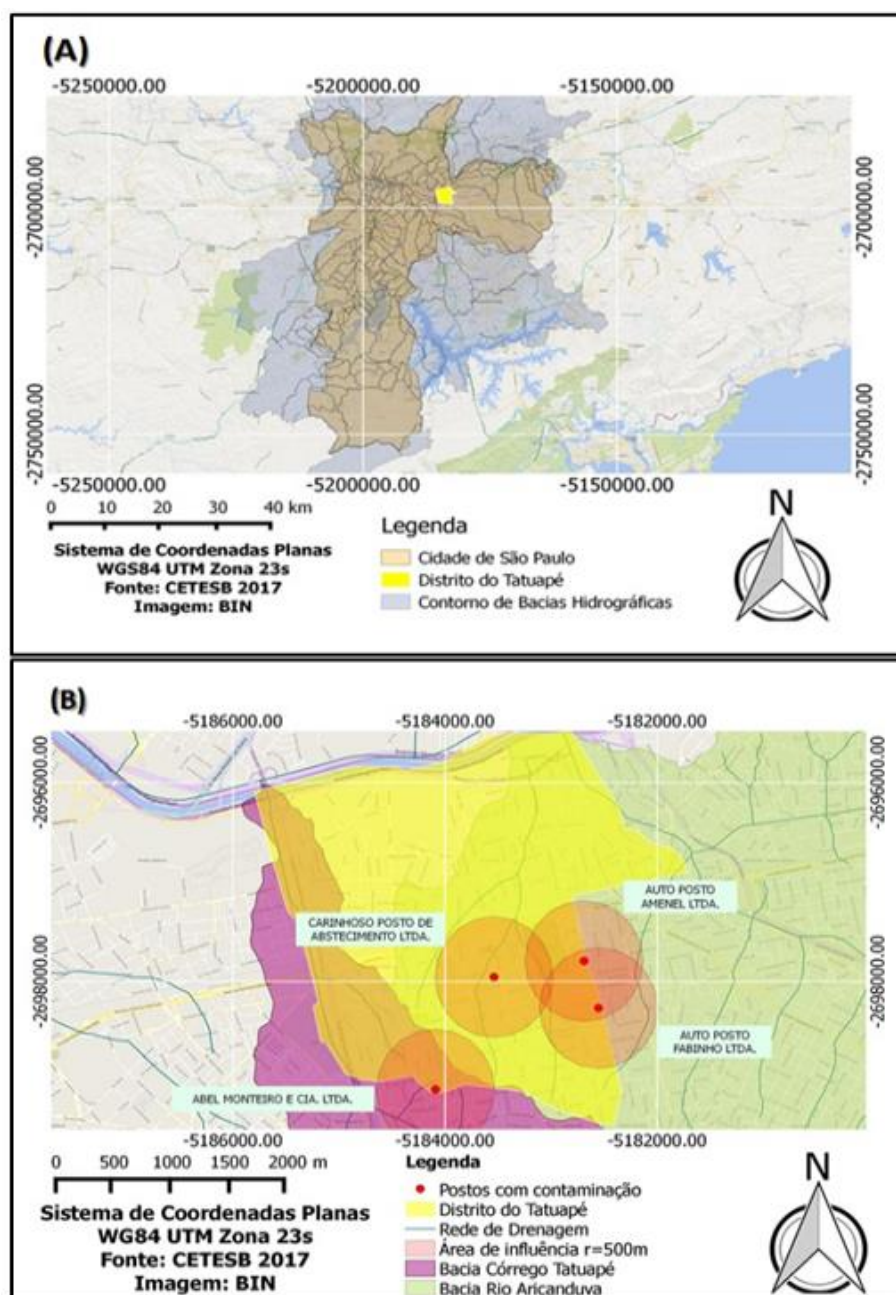 (A)
-5250000.00 -5200000.00 -5150000.00
-2700000.00 -2700000.00
-2750000.00 -2750000.00
-5250000.00 -5200000.00 -5150000.00
0 10 20 30 40 km
Sistema de Coordenadas Planas
WGS84 UTM Zona 23s
Fonte: CETESB 2017
Imagem: BIN
Legenda
Cidade de São Paulo
Distrito do Tatuapé
Contorno de Bacias Hidrográficas
N
(B)
-5186000.00 -5184000.00 -5182000.00
-2696000.00 -2696000.00
AUTO POSTO
AMENEL LTDA.
CARINHOSO POSTO DE
ABSTECIMENTO LTDA.
-2698000.00 -2698000.00
AUTO POSTO
FABINHO LTDA.
ABEL MONTEIRO E CIA. LTDA.
-5186000.00 -5184000.00 -5182000.00
0 500 1000 1500 2000 m
Sistema de Coordenadas Planas
WG84 UTM Zona 23s
Fonte: CETESB 2017
Imagem: BIN
Legenda
Postos com contaminação
Distrito do Tatuapé
Rede de Drenagem
Área de influência r=500m
Bacia Córrego Tatuapé
Bacia Rio Aricanduva
N